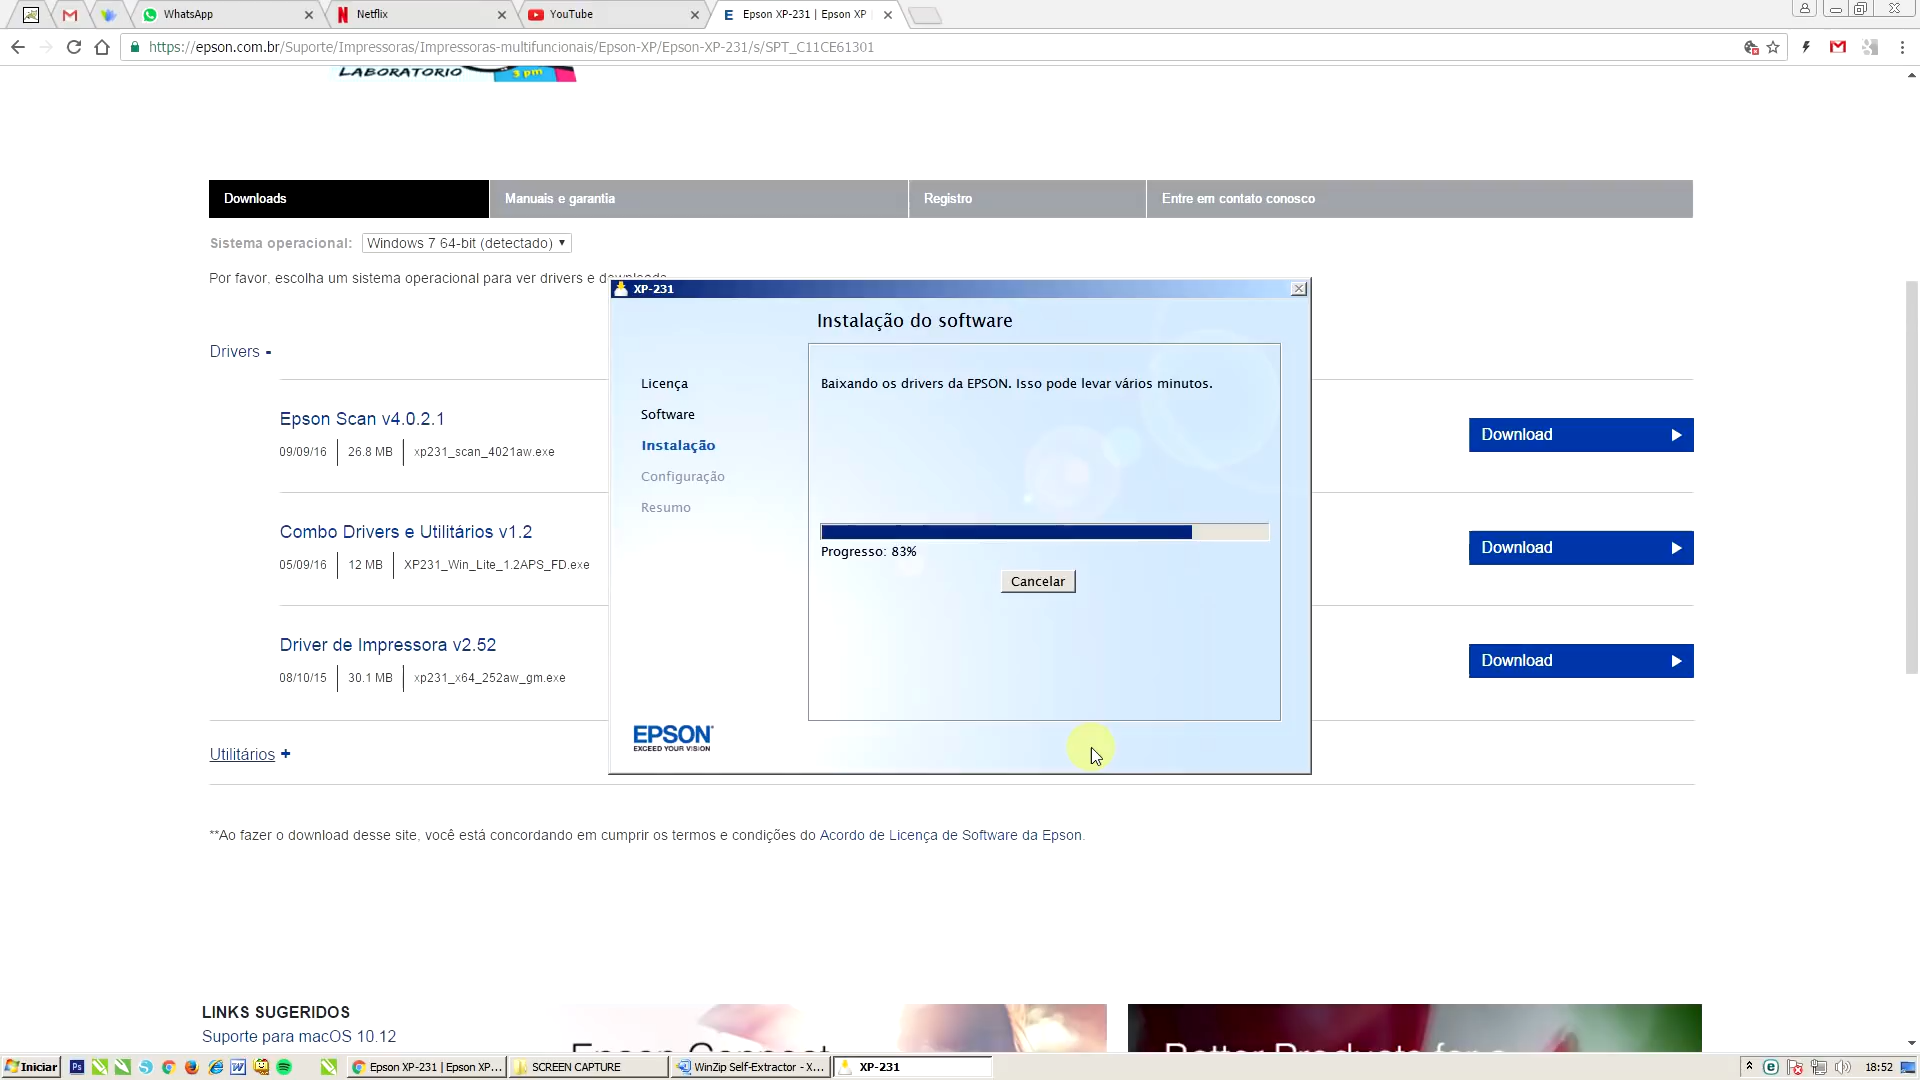 WhatsApp
Netflix
YouTube
Epson XP-231 | Epson XP
https://epson.com.br/Suporte/Impressoras/Impressoras-multifuncionais/Epson-XP/Epson-XP-231/s/SPT_C11CE61301
LABORATORIO
3 pm
Downloads
Manuais e garantia
Registro
Entre em contato conosco
Sistema operacional:
Windows 7 64-bit (detectado)
Por favor, escolha um sistema operacional para ver drivers e downloads
Drivers -
Epson Scan v4.0.2.1
09/09/16
26.8 MB
xp231_scan_4021aw.exe
Download
Combo Drivers e Utilitários v1.2
05/09/16
12 MB
XP231_Win_Lite_1.2APS_FD.exe
Download
Driver de Impressora v2.52
08/10/15
30.1 MB
xp231_x64_252aw_gm.exe
Download
Utilitários +
XP-231
Instalação do software
Licença
Software
Instalação
Configuração
Resumo
Baixando os drivers da EPSON. Isso pode levar vários minutos.
Progresso: 83%
Cancelar
EPSON
EXCEED YOUR VISION
**Ao fazer o download desse site, você está concordando em cumprir os termos e condições do Acordo de Licença de Software da Epson.
LINKS SUGERIDOS
Suporte para macOS 10.12
Epson Connect
Better Products for a
Iniciar
Epson XP-231 | Epson XP...
SCREEN CAPTURE
WinZip Self-Extractor - X...
XP-231
18:52